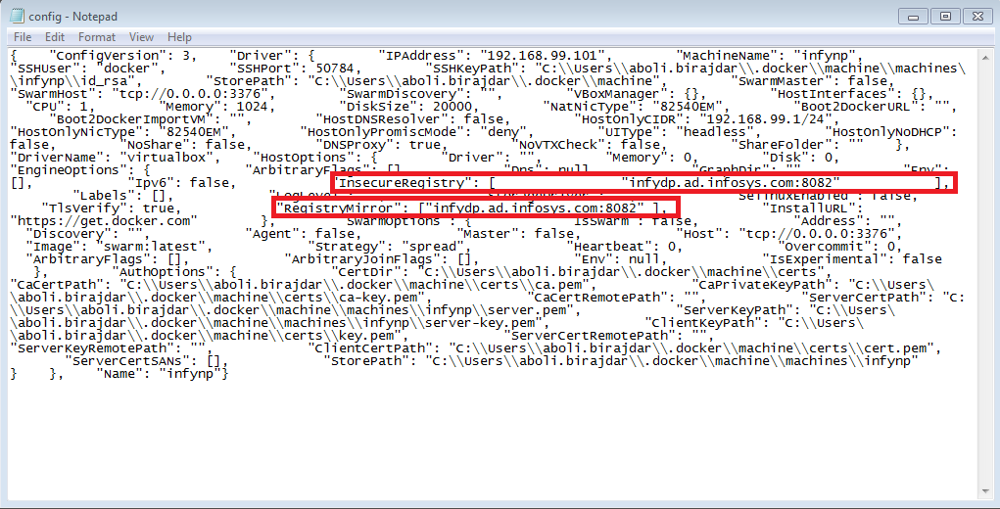 config - Notepad
File Edit Format View Help
{ "ConfigVersion": 3, "Driver": { "IPAddress": "192.168.99.101", "MachineName": "infynp",
"SSHUser": "docker", "SSHPort": 50784, "SSHKeyPath": "C:\\Users\\aboli.birajdar\\.docker\\machine\\machines\
\infynp\\id_rsa", "StorePath": "C:\\Users\\aboli.birajdar\\.docker\\machine", "SwarmMaster": false,
"SwarmHost": "tcp://0.0.0.0:3376", "SwarmDiscovery": "", "VBoxManager": {}, "HostInterfaces": {},
"CPU": 1, "Memory": 1024, "DiskSize": 20000, "NatNicType": "82540EM", "Boot2DockerURL": "",
"Boot2DockerImportVM": "", "HostDNSResolver": false, "HostOnlyCIDR": "192.168.99.1/24",
"HostOnlyNicType": "82540EM", "HostOnlyPromiscMode": "deny", "UIType": "headless", "HostOnlyNoDHCP":
false, "NoShare": false, "DNSProxy": true, "NoVTXCheck": false, "ShareFolder": "" },
"DriverName": "virtualbox", "HostOptions": { "Driver": "", "Memory": 0, "Disk": 0,
"EngineOptions": { "ArbitraryFlags": [], "Dns": null, "GraphDir": "", "Env":
[], "Ipv6": false, "InsecureRegistry": [ "infydp.ad.infosys.com:8082" ],
"Labels": [], "LogLevel": "", "StorageDriver": "", "SelinuxEnabled": false,
"TlsVerify": true, "RegistryMirror": ["infydp.ad.infosys.com:8082" ], "InstallURL":
"https://get.docker.com" }, "SwarmOptions": { "IsSwarm": false, "Address": "",
"Discovery": "", "Agent": false, "Master": false, "Host": "tcp://0.0.0.0:3376",
"Image": "swarm:latest", "Strategy": "spread", "Heartbeat": 0, "Overcommit": 0,
"ArbitraryFlags": [], "ArbitraryJoinFlags": [], "Env": null, "IsExperimental": false
}, "AuthOptions": { "CertDir": "C:\\Users\\aboli.birajdar\\.docker\\machine\\certs",
"CaCertPath": "C:\\Users\\aboli.birajdar\\.docker\\machine\\certs\\ca.pem", "CaPrivateKeyPath": "C:\\Users\
\aboli.birajdar\\.docker\\machine\\certs\\ca-key.pem", "CaCertRemotePath": "", "ServerCertPath": "C:
\\Users\\aboli.birajdar\\.docker\\machine\\machines\\infynp\\server.pem", "ServerKeyPath": "C:\\Users\
\aboli.birajdar\\.docker\\machine\\machines\\infynp\\server-key.pem", "ClientKeyPath": "C:\\Users\
\aboli.birajdar\\.docker\\machine\\certs\\key.pem", "ServerCertRemotePath": "",
"ServerKeyRemotePath": "", "ClientCertPath": "C:\\Users\\aboli.birajdar\\.docker\\machine\\certs\\cert.pem",
"ServerCertSANs": [], "StorePath": "C:\\Users\\aboli.birajdar\\.docker\\machine\\machines\\infynp"
} }, "Name": "infynp"}